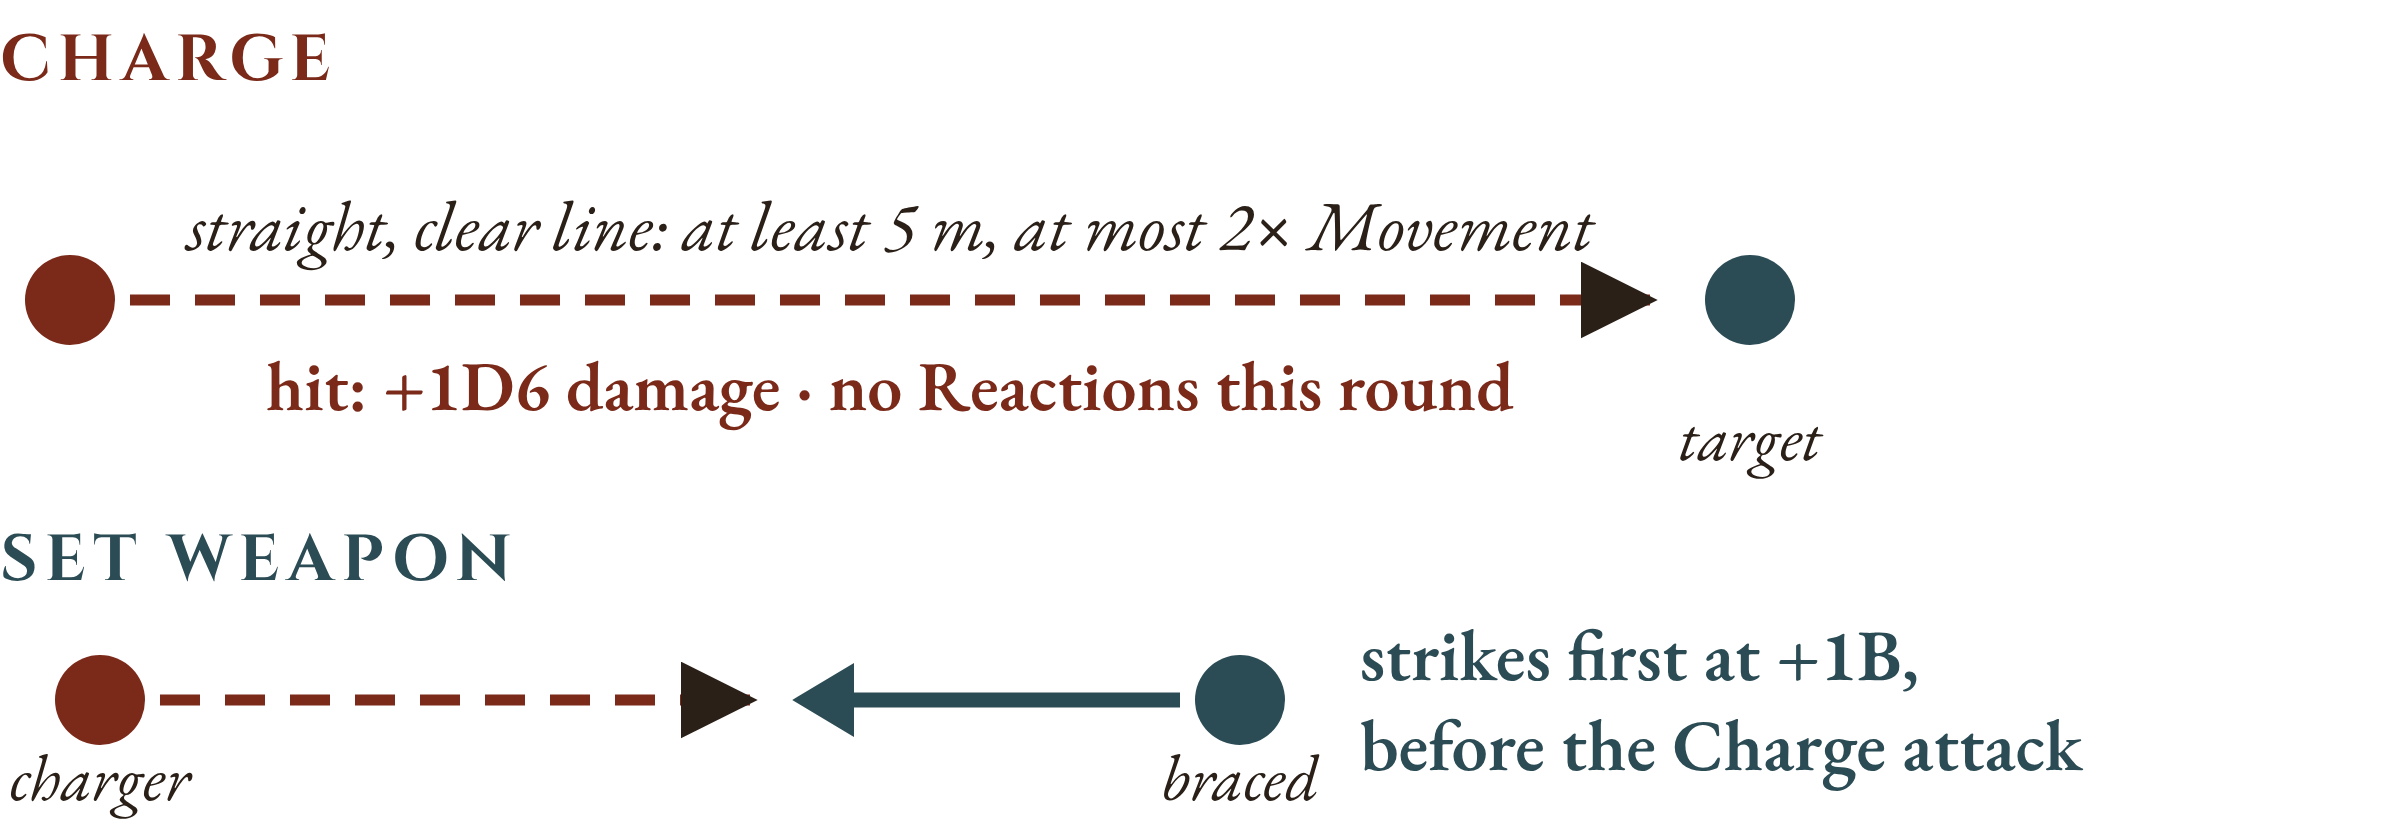 CHARGE
straight, clear line: at least 5 m, at most 2× Movement
hit: +1D6 damage · no Reactions this round
target
SET WEAPON
strikes first at +1B,
before the Charge attack
charger
braced